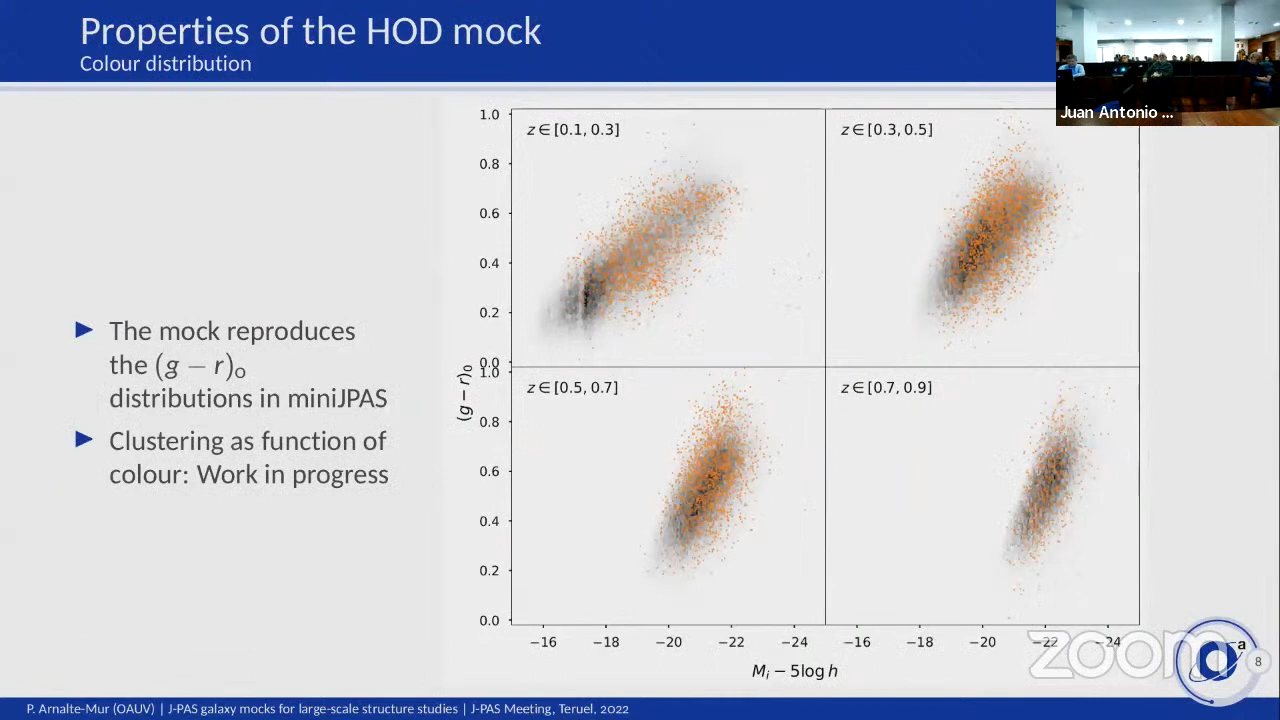 Properties of the HOD mock
Colour distribution
Juan Antonio ...
▶ The mock reproduces
the (g − r)₀
distributions in miniJPAS
▶ Clustering as function of
colour: Work in progress
z ∈ [0.1, 0.3]
z ∈ [0.3, 0.5]
1.0
0.8
0.6
0.4
0.2
0.0
z ∈ [0.5, 0.7]
z ∈ [0.7, 0.9]
1.0
0.8
0.6
0.4
0.2
0.0
(g − r)₀
−16 −18 −20 −22 −24 −16 −18 −20 −22 −24
Mᵢ − 5log h
zoom
a
8
P. Arnalte-Mur (OAUV) | J-PAS galaxy mocks for large-scale structure studies | J-PAS Meeting, Teruel, 2022